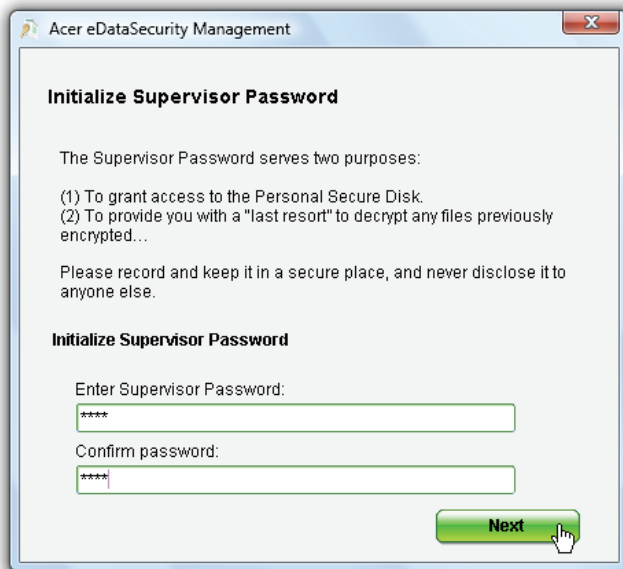 Acer eDataSecurity Management
Initialize Supervisor Password
The Supervisor Password serves two purposes:
(1) To grant access to the Personal Secure Disk.
(2) To provide you with a "last resort" to decrypt any files previously
encrypted...
Please record and keep it in a secure place, and never disclose it to
anyone else.
Initialize Supervisor Password
Enter Supervisor Password:
****
Confirm password:
****
Next